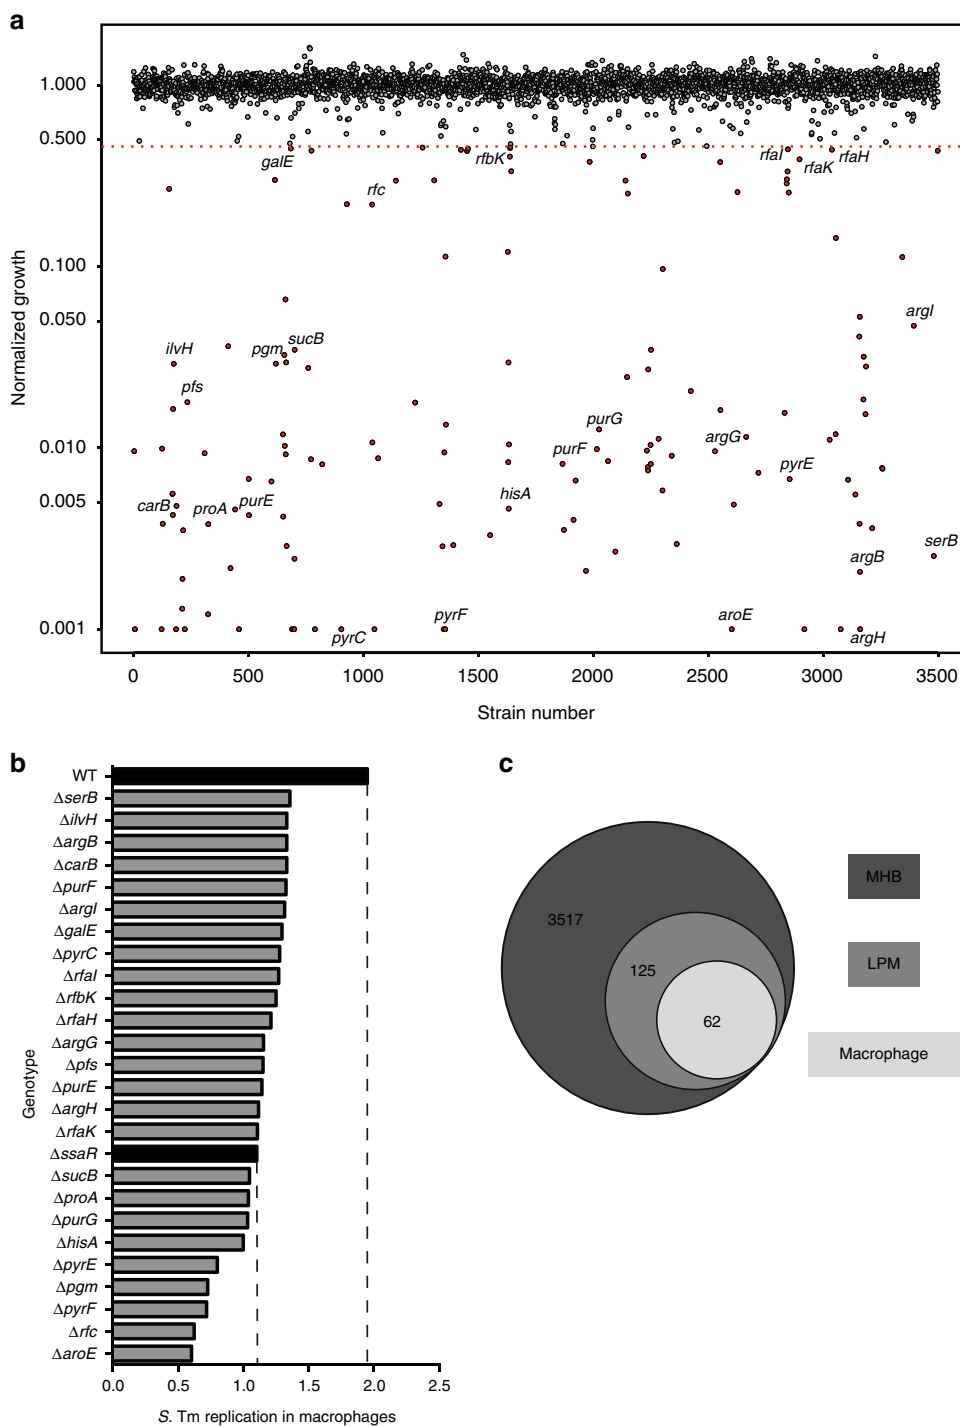 a
Normalized growth
1.000
0.500
0.100
0.050
0.010
0.005
0.001
galE
rfc
rfbK
rfaI
rfaK
rfaH
argI
ilvH
pgm
sucB
pfs
purG
purF
argG
pyrE
carB
proA
purE
hisA
serB
argB
pyrC
pyrF
aroE
argH
0 500 1000 1500 2000 2500 3000 3500
Strain number
b
Genotype
WT
ΔserB
ΔilvH
ΔargB
ΔcarB
ΔpurF
ΔargI
ΔgalE
ΔpyrC
ΔrfaI
ΔrfbK
ΔrfaH
ΔargG
Δpfs
ΔpurE
ΔargH
ΔrfaK
ΔssaR
ΔsucB
ΔproA
ΔpurG
ΔhisA
ΔpyrE
Δpgm
ΔpyrF
Δrfc
ΔaroE
0.0 0.5 1.0 1.5 2.0 2.5
S. Tm replication in macrophages
c
3517
125
62
MHB
LPM
Macrophage